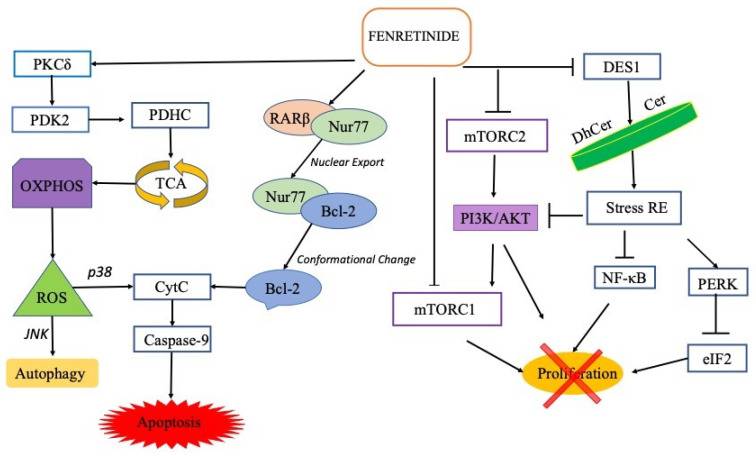 FENRETINIDE
PKCδ
DES1
PDK2
PDHC
RARβ
Nur77
mTORC2
DhCer
Cer
Nuclear Export
OXPHOS
TCA
Nur77
Bcl-2
PI3K/AKT
Stress RE
Conformational Change
p38
ROS
CytC
Bcl-2
NF-κB
PERK
mTORC1
JNK
Caspase-9
Autophagy
Proliferation
eIF2
Apoptosis